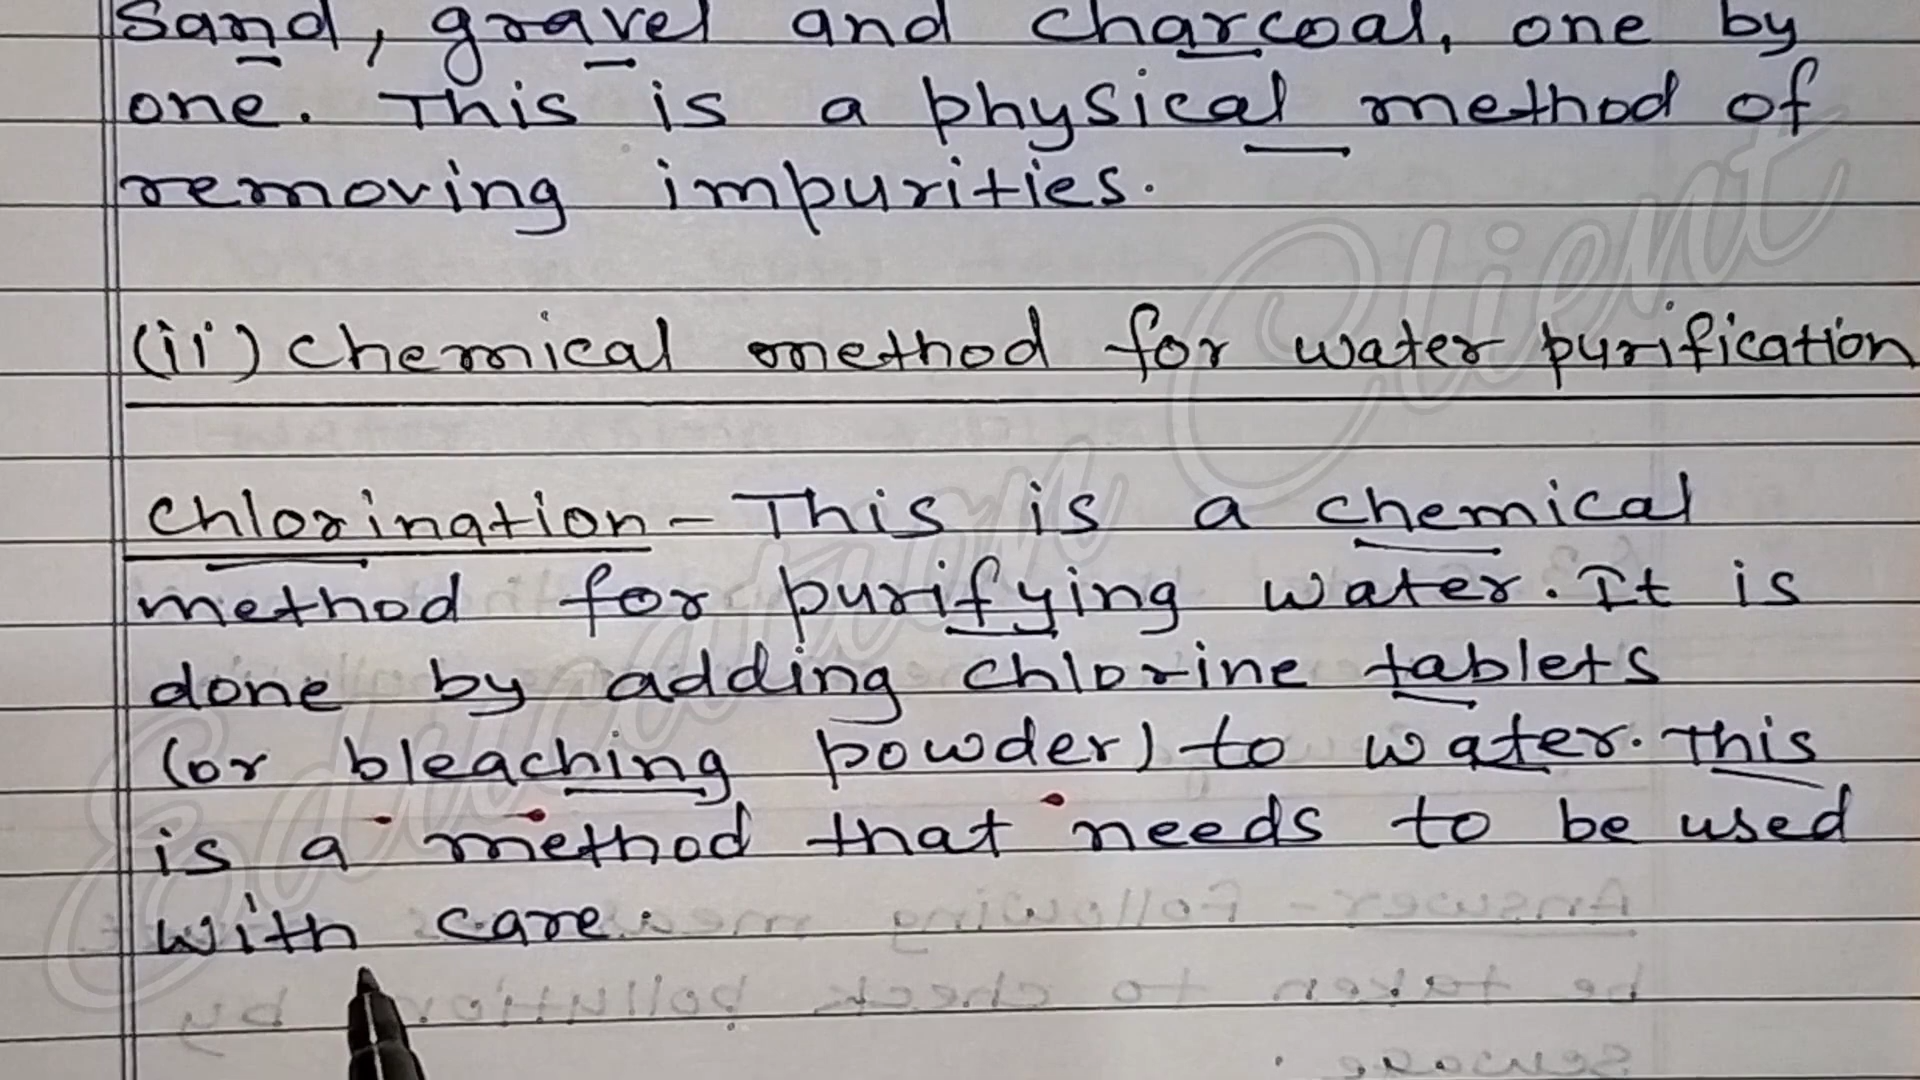 Sand, gravel and charcoal, one by
one. This is a physical method of
removing impurities.
(ii) Chemical method for water purification
Chlorination - This is a chemical
method for purifying water. It is
done by adding chlorine tablets
(or bleaching powder) to water. This
is a method that needs to be used
with care.
Education Client